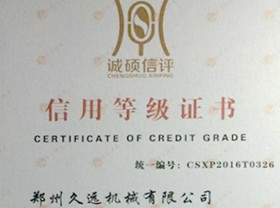 诚硕信评
CHENGSHUO XINPING
信用等级证书
CERTIFICATE OF CREDIT GRADE
统一编号：CSXP2016T0326
郑州久远机械有限公司